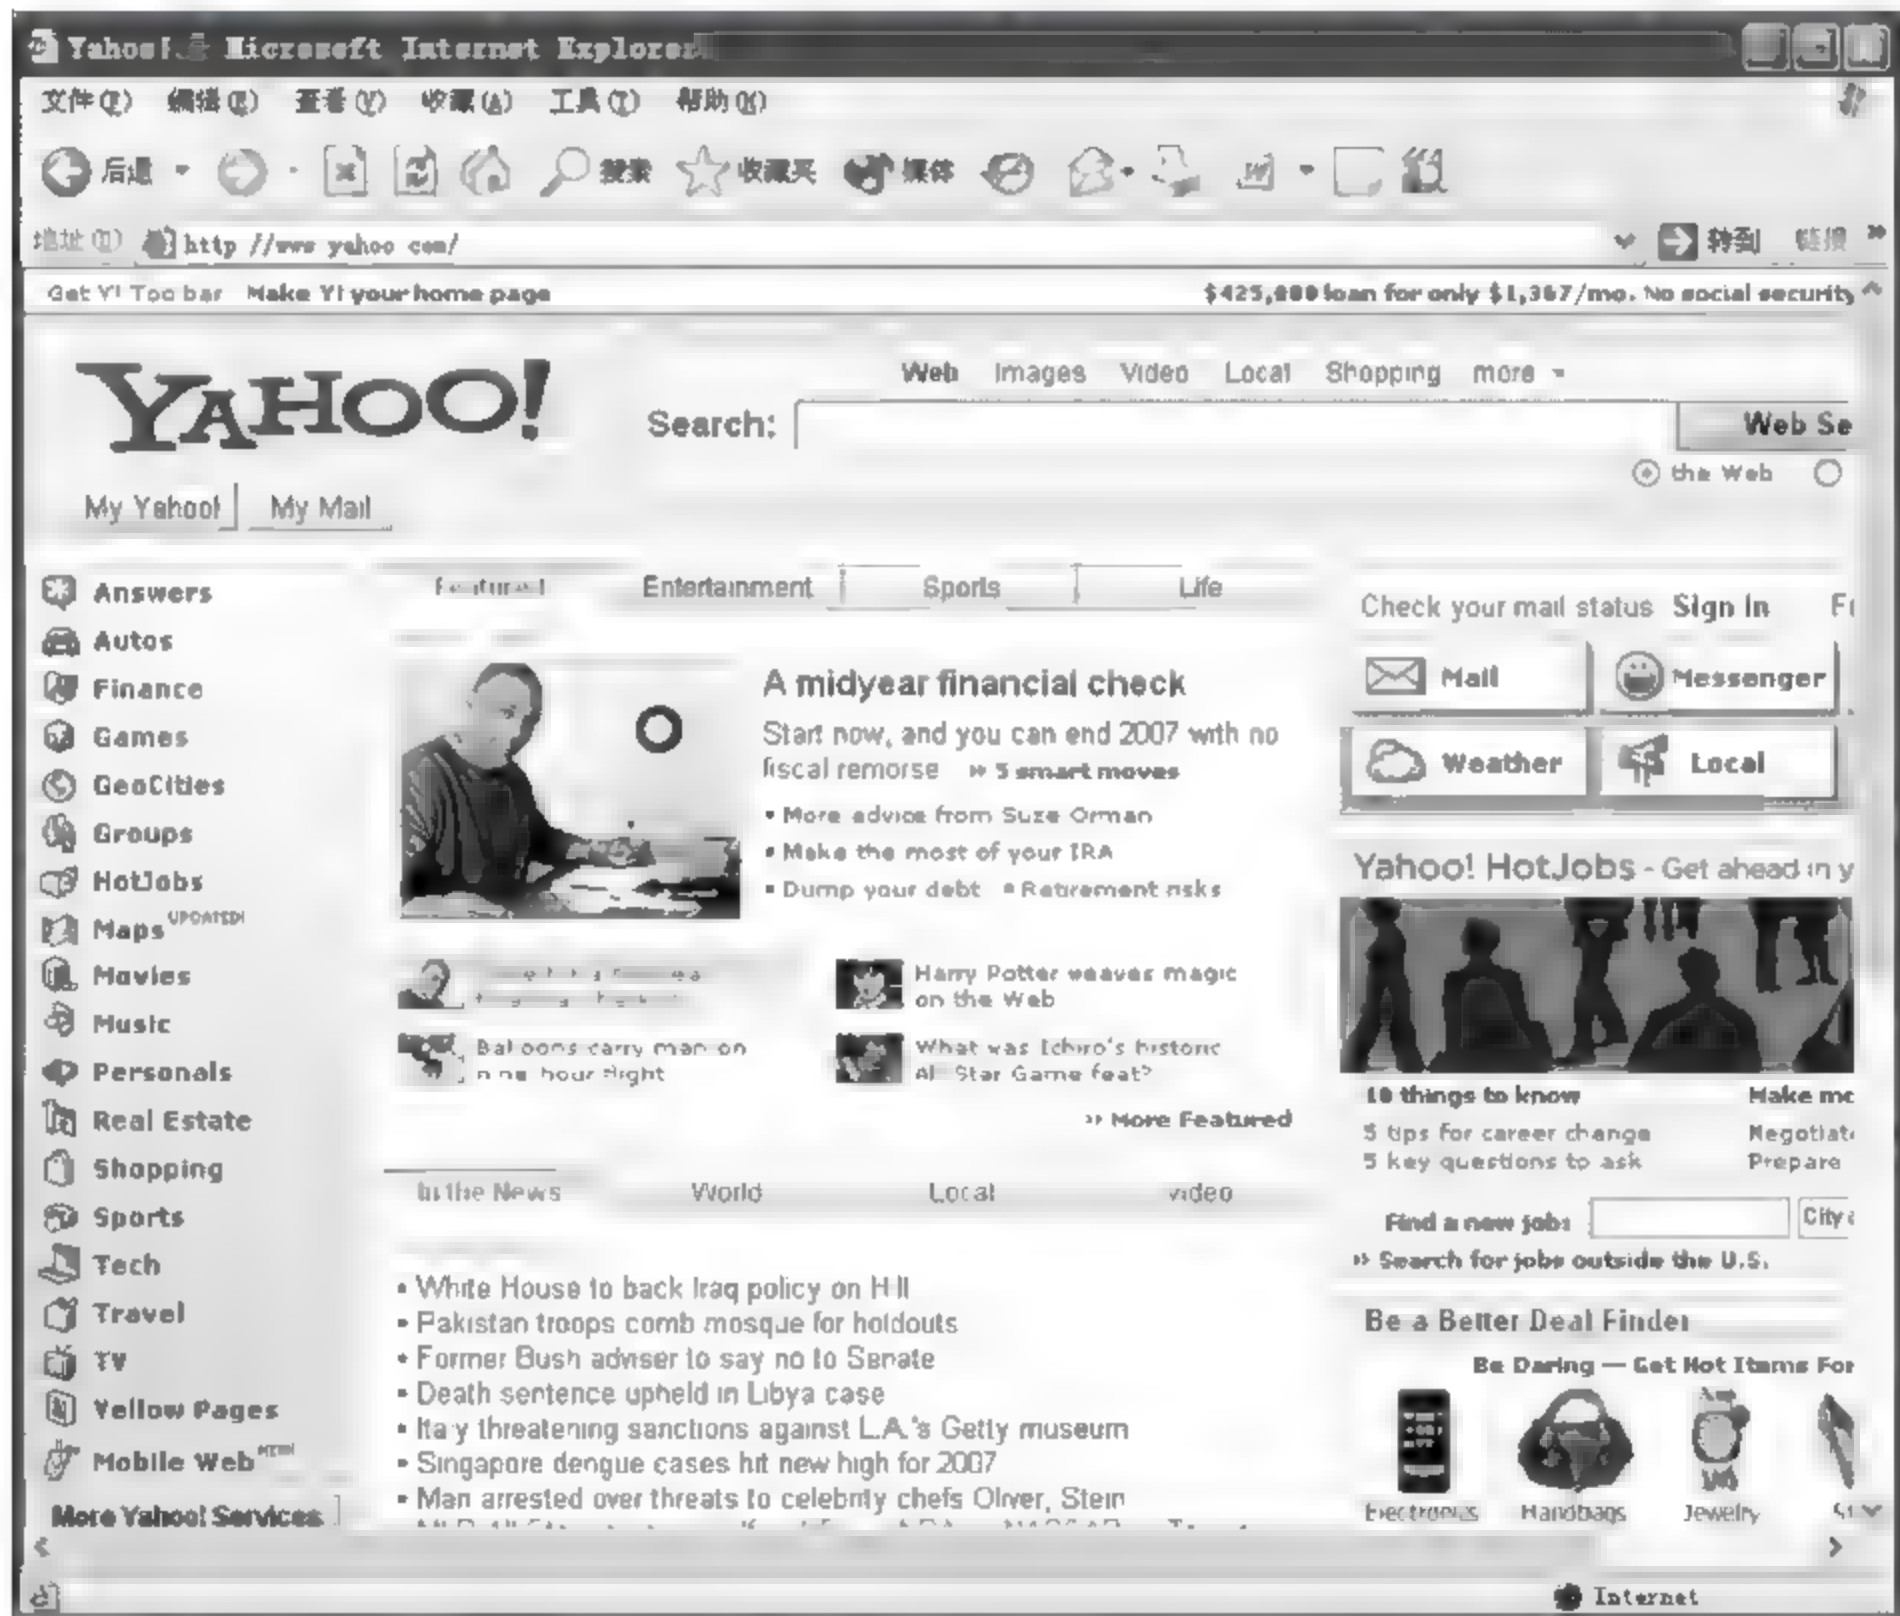 Yahoo! - Microsoft Internet Explorer
文件(F) 编辑(E) 查看(V) 收藏(A) 工具(T) 帮助(H)
后退 搜索 收藏夹 媒体
地址(D) http //www yahoo com/ 转到 链接 »
Get Y! Toolbar Make Y! your home page $425,000 loan for only $1,367/mo. No social security
YAHOO!
Web Images Video Local Shopping more
Search: Web Se
the Web
My Yahoo! My Mail
Answers
Autos
Finance
Games
GeoCities
Groups
HotJobs
Maps UPDATED!
Movies
Music
Personals
Real Estate
Shopping
Sports
Tech
Travel
TV
Yellow Pages
Mobile Web NEW!
More Yahoo! Services
Featured Entertainment Sports Life
A midyear financial check
Start now, and you can end 2007 with no
fiscal remorse » 5 smart moves
• More advice from Suze Orman
• Make the most of your IRA
• Dump your debt • Retirement risks
Harry Potter weaves magic
on the Web
Balloons carry man on
nine hour flight
What was Ichiro's historic
All Star Game feat?
» More Featured
In the News World Local Video
• White House to back Iraq policy on Hill
• Pakistan troops comb mosque for holdouts
• Former Bush adviser to say no to Senate
• Death sentence upheld in Libya case
• Italy threatening sanctions against L.A.'s Getty museum
• Singapore dengue cases hit new high for 2007
• Man arrested over threats to celebrity chefs Oliver, Stein
Check your mail status Sign In Fr
Mail Messenger
Weather Local
Yahoo! HotJobs - Get ahead in y
10 things to know Make mo
5 tips for career change Negotiate
5 key questions to ask Prepare
Find a new job: City o
» Search for jobs outside the U.S.
Be a Better Deal Finder
Be Daring — Get Hot Items For
Electronics Handbags Jewelry
Internet